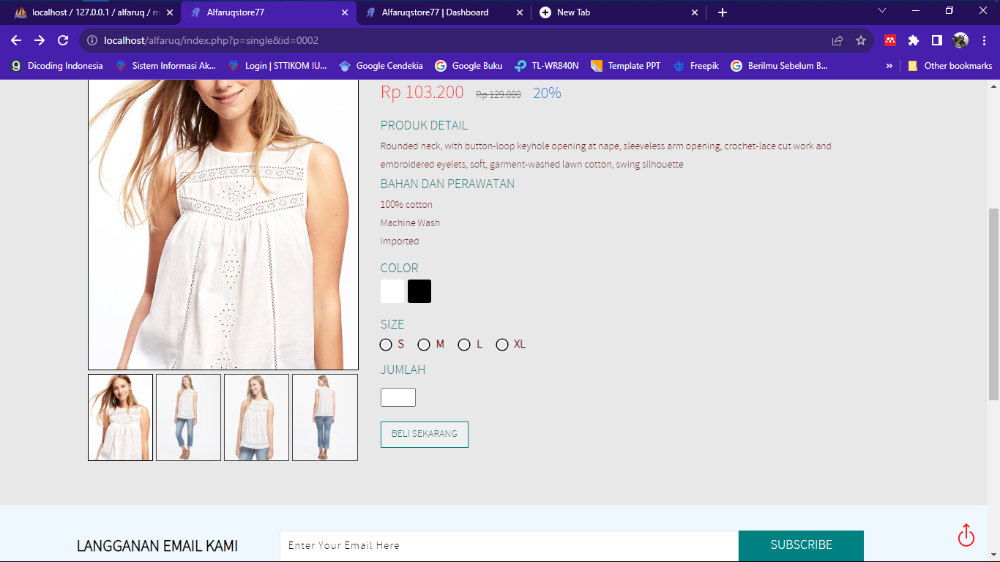 localhost / 127.0.0.1 / alfaruq / m
Alfaruqstore77
Alfaruqstore77 | Dashboard
New Tab
localhost/alfaruq/index.php?p=single&id=0002
Dicoding Indonesia
Sistem Informasi Ak...
Login | STTIKOM IU...
Google Cendekia
Google Buku
TL-WR840N
Template PPT
Freepik
Berilmu Sebelum B...
»
Other bookmarks
Rp 103.200 Rp 129.000 20%
PRODUK DETAIL
Rounded neck, with button-loop keyhole opening at nape, sleeveless arm opening, crochet-lace cut work and
embroidered eyelets, soft, garment-washed lawn cotton, swing silhouette
BAHAN DAN PERAWATAN
100% cotton
Machine Wash
Imported
COLOR
SIZE
S M L XL
JUMLAH
BELI SEKARANG
LANGGANAN EMAIL KAMI
Enter Your Email Here
SUBSCRIBE